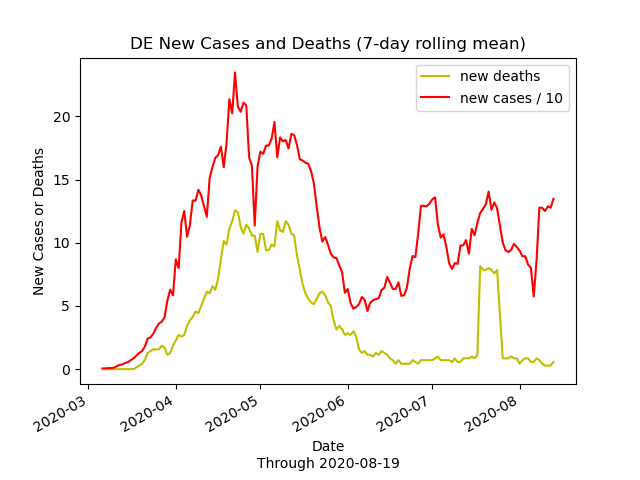 DE New Cases and Deaths (7-day rolling mean)
new deaths
new cases / 10
New Cases or Deaths
20
15
10
5
0
2020-03
2020-04
2020-05
2020-06
2020-07
2020-08
Date
Through 2020-08-19